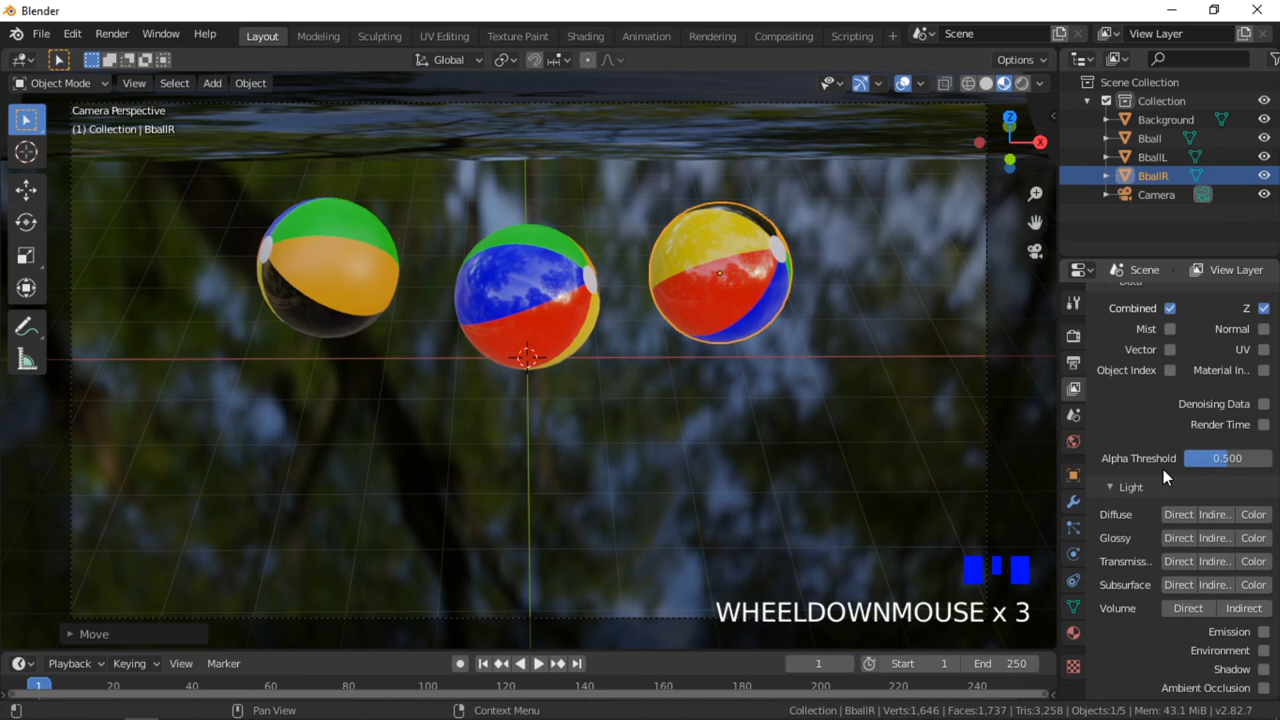 Blender
File Edit Render Window Help Layout Modeling Sculpting UV Editing Texture Paint Shading Animation Rendering Compositing Scripting + Scene View Layer
Global Options
Object Mode View Select Add Object
Camera Perspective
(1) Collection | BballR
Z
X
Scene Collection
Collection
Background
Bball
BballL
BballR
Camera
Scene View Layer
Data
Combined Z
Mist Normal
Vector UV
Object Index Material In..
Denoising Data
Render Time
Alpha Threshold 0.500
Light
Diffuse Direct Indire.. Color
Glossy Direct Indire.. Color
Transmiss.. Direct Indire.. Color
Subsurface Direct Indire.. Color
Volume Direct Indirect
Emission
Environment
Shadow
Ambient Occlusion
WHEELDOWNMOUSE x 3
Move
Playback Keying View Marker 1 Start 1 End 250
1 20 40 60 80 100 120 140 160 180 200 220 240
Pan View Context Menu Collection | BballR | Verts:1,646 | Faces:1,737 | Tris:3,258 | Objects:1/5 | Mem: 43.1 MiB | v2.82.7